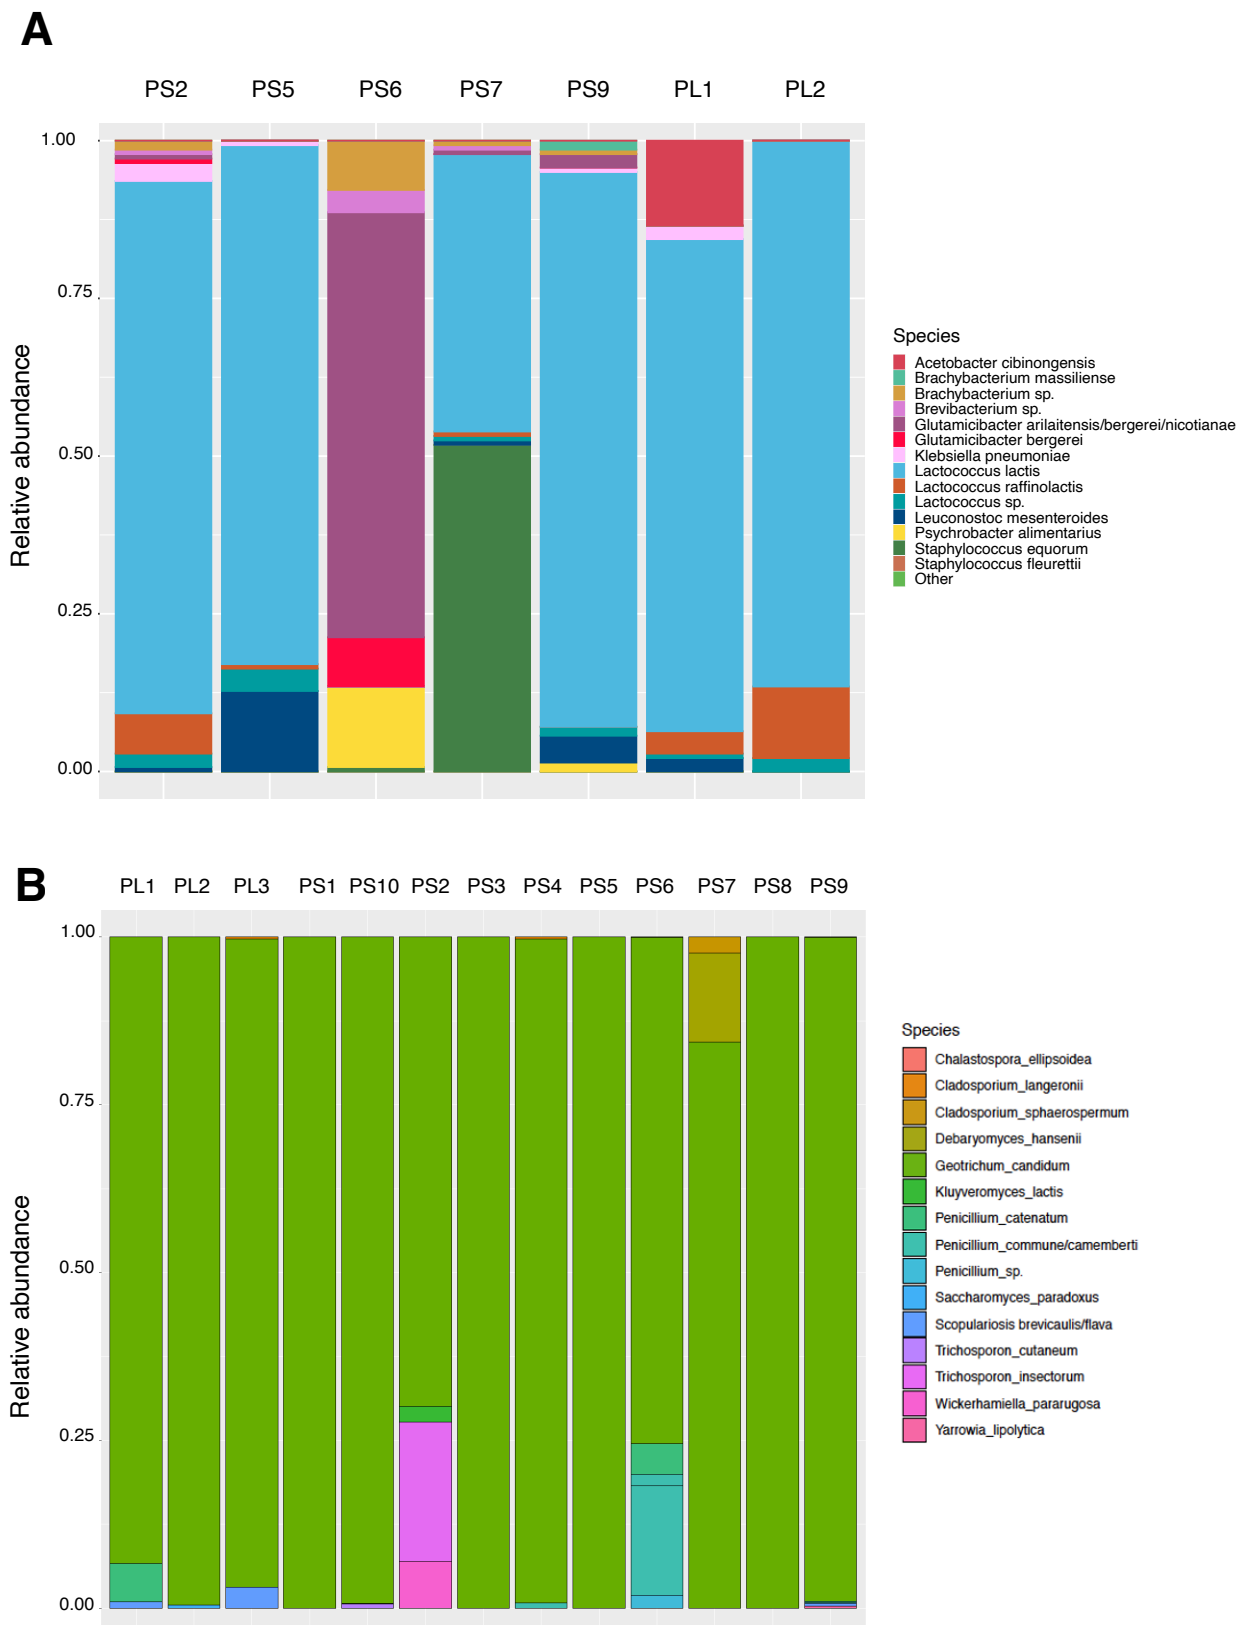 A
PS2 PS5 PS6 PS7 PS9 PL1 PL2
1.00
0.75
0.50
0.25
0.00
Relative abundance
Species
Acetobacter cibinongensis
Brachybacterium massiliense
Brachybacterium sp.
Brevibacterium sp.
Glutamicibacter arilaitensis/bergerei/nicotianae
Glutamicibacter bergerei
Klebsiella pneumoniae
Lactococcus lactis
Lactococcus raffinolactis
Lactococcus sp.
Leuconostoc mesenteroides
Psychrobacter alimentarius
Staphylococcus equorum
Staphylococcus fleurettii
Other
B
PL1 PL2 PL3 PS1 PS10 PS2 PS3 PS4 PS5 PS6 PS7 PS8 PS9
1.00
0.75
0.50
0.25
0.00
Relative abundance
Species
Chalastospora_ellipsoidea
Cladosporium_langeronii
Cladosporium_sphaerospermum
Debaryomyces_hansenii
Geotrichum_candidum
Kluyveromyces_lactis
Penicillium_catenatum
Penicillium_commune/camemberti
Penicillium_sp.
Saccharomyces_paradoxus
Scopulariosis brevicaulis/flava
Trichosporon_cutaneum
Trichosporon_insectorum
Wickerhamiella_pararugosa
Yarrowia_lipolytica